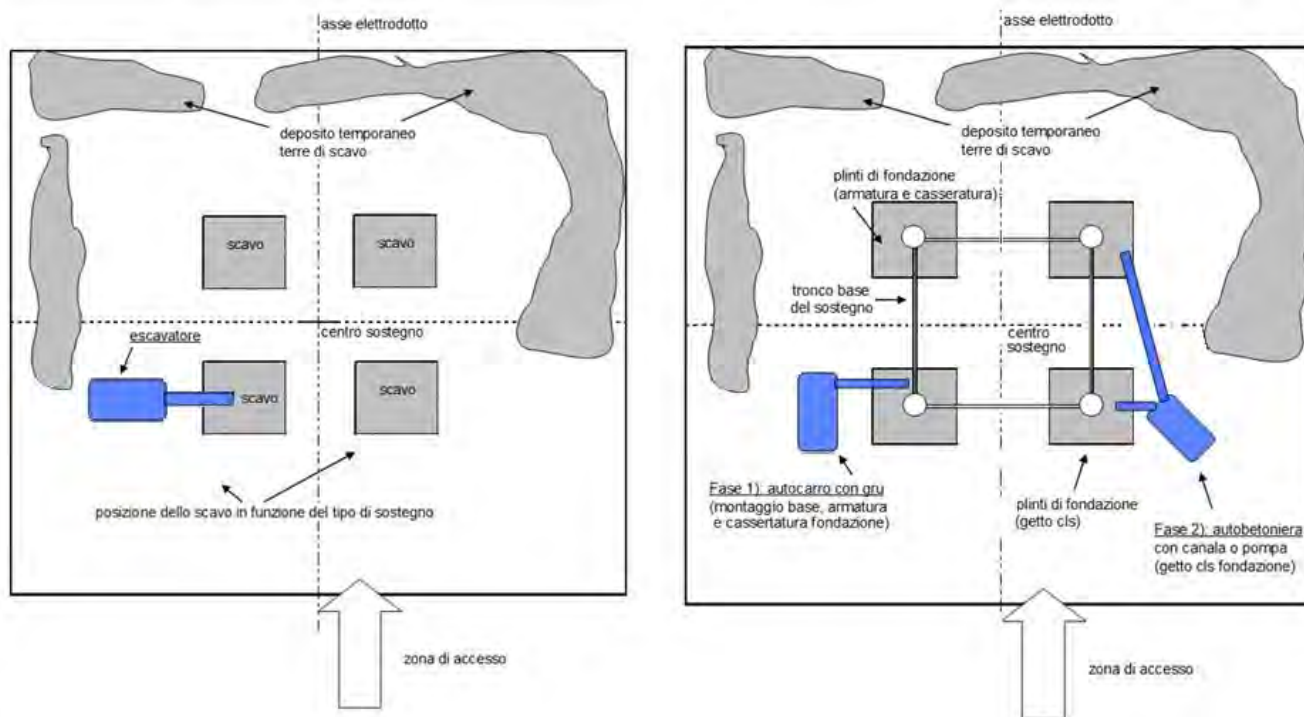 asse elettrodotto
deposito temporaneo
terre di scavo
scavo
scavo
centro sostegno
escavatore
scavo
scavo
posizione dello scavo in funzione del tipo di sostegno
zona di accesso
asse elettrodotto
deposito temporaneo
terre di scavo
plinti di fondazione
(armatura e casseratura)
tronco base
del sostegno
centro
sostegno
Fase 1): autocarro con gru
(montaggio base, armatura
e cassertatura fondazione)
plinti di fondazione
(getto cls)
Fase 2): autobetoniera
con canala o pompa
(getto cls fondazione)
zona di accesso